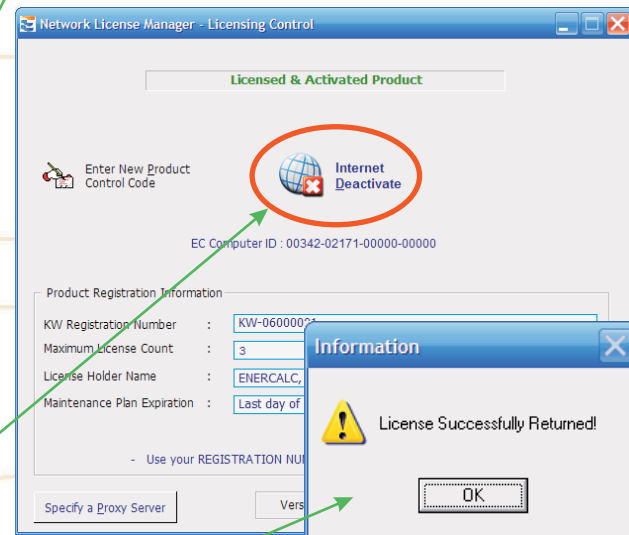 Network License Manager - Licensing Control
Licensed & Activated Product
Enter New Product
Control Code
Internet
Deactivate
EC Computer ID : 00342-02171-00000-00000
Product Registration Information
KW Registration Number : KW-06000021
Maximum License Count : 3
License Holder Name : ENERCALC,
Maintenance Plan Expiration : Last day of
- Use your REGISTRATION
Specify a Proxy Server
Information
License Successfully Returned!
OK